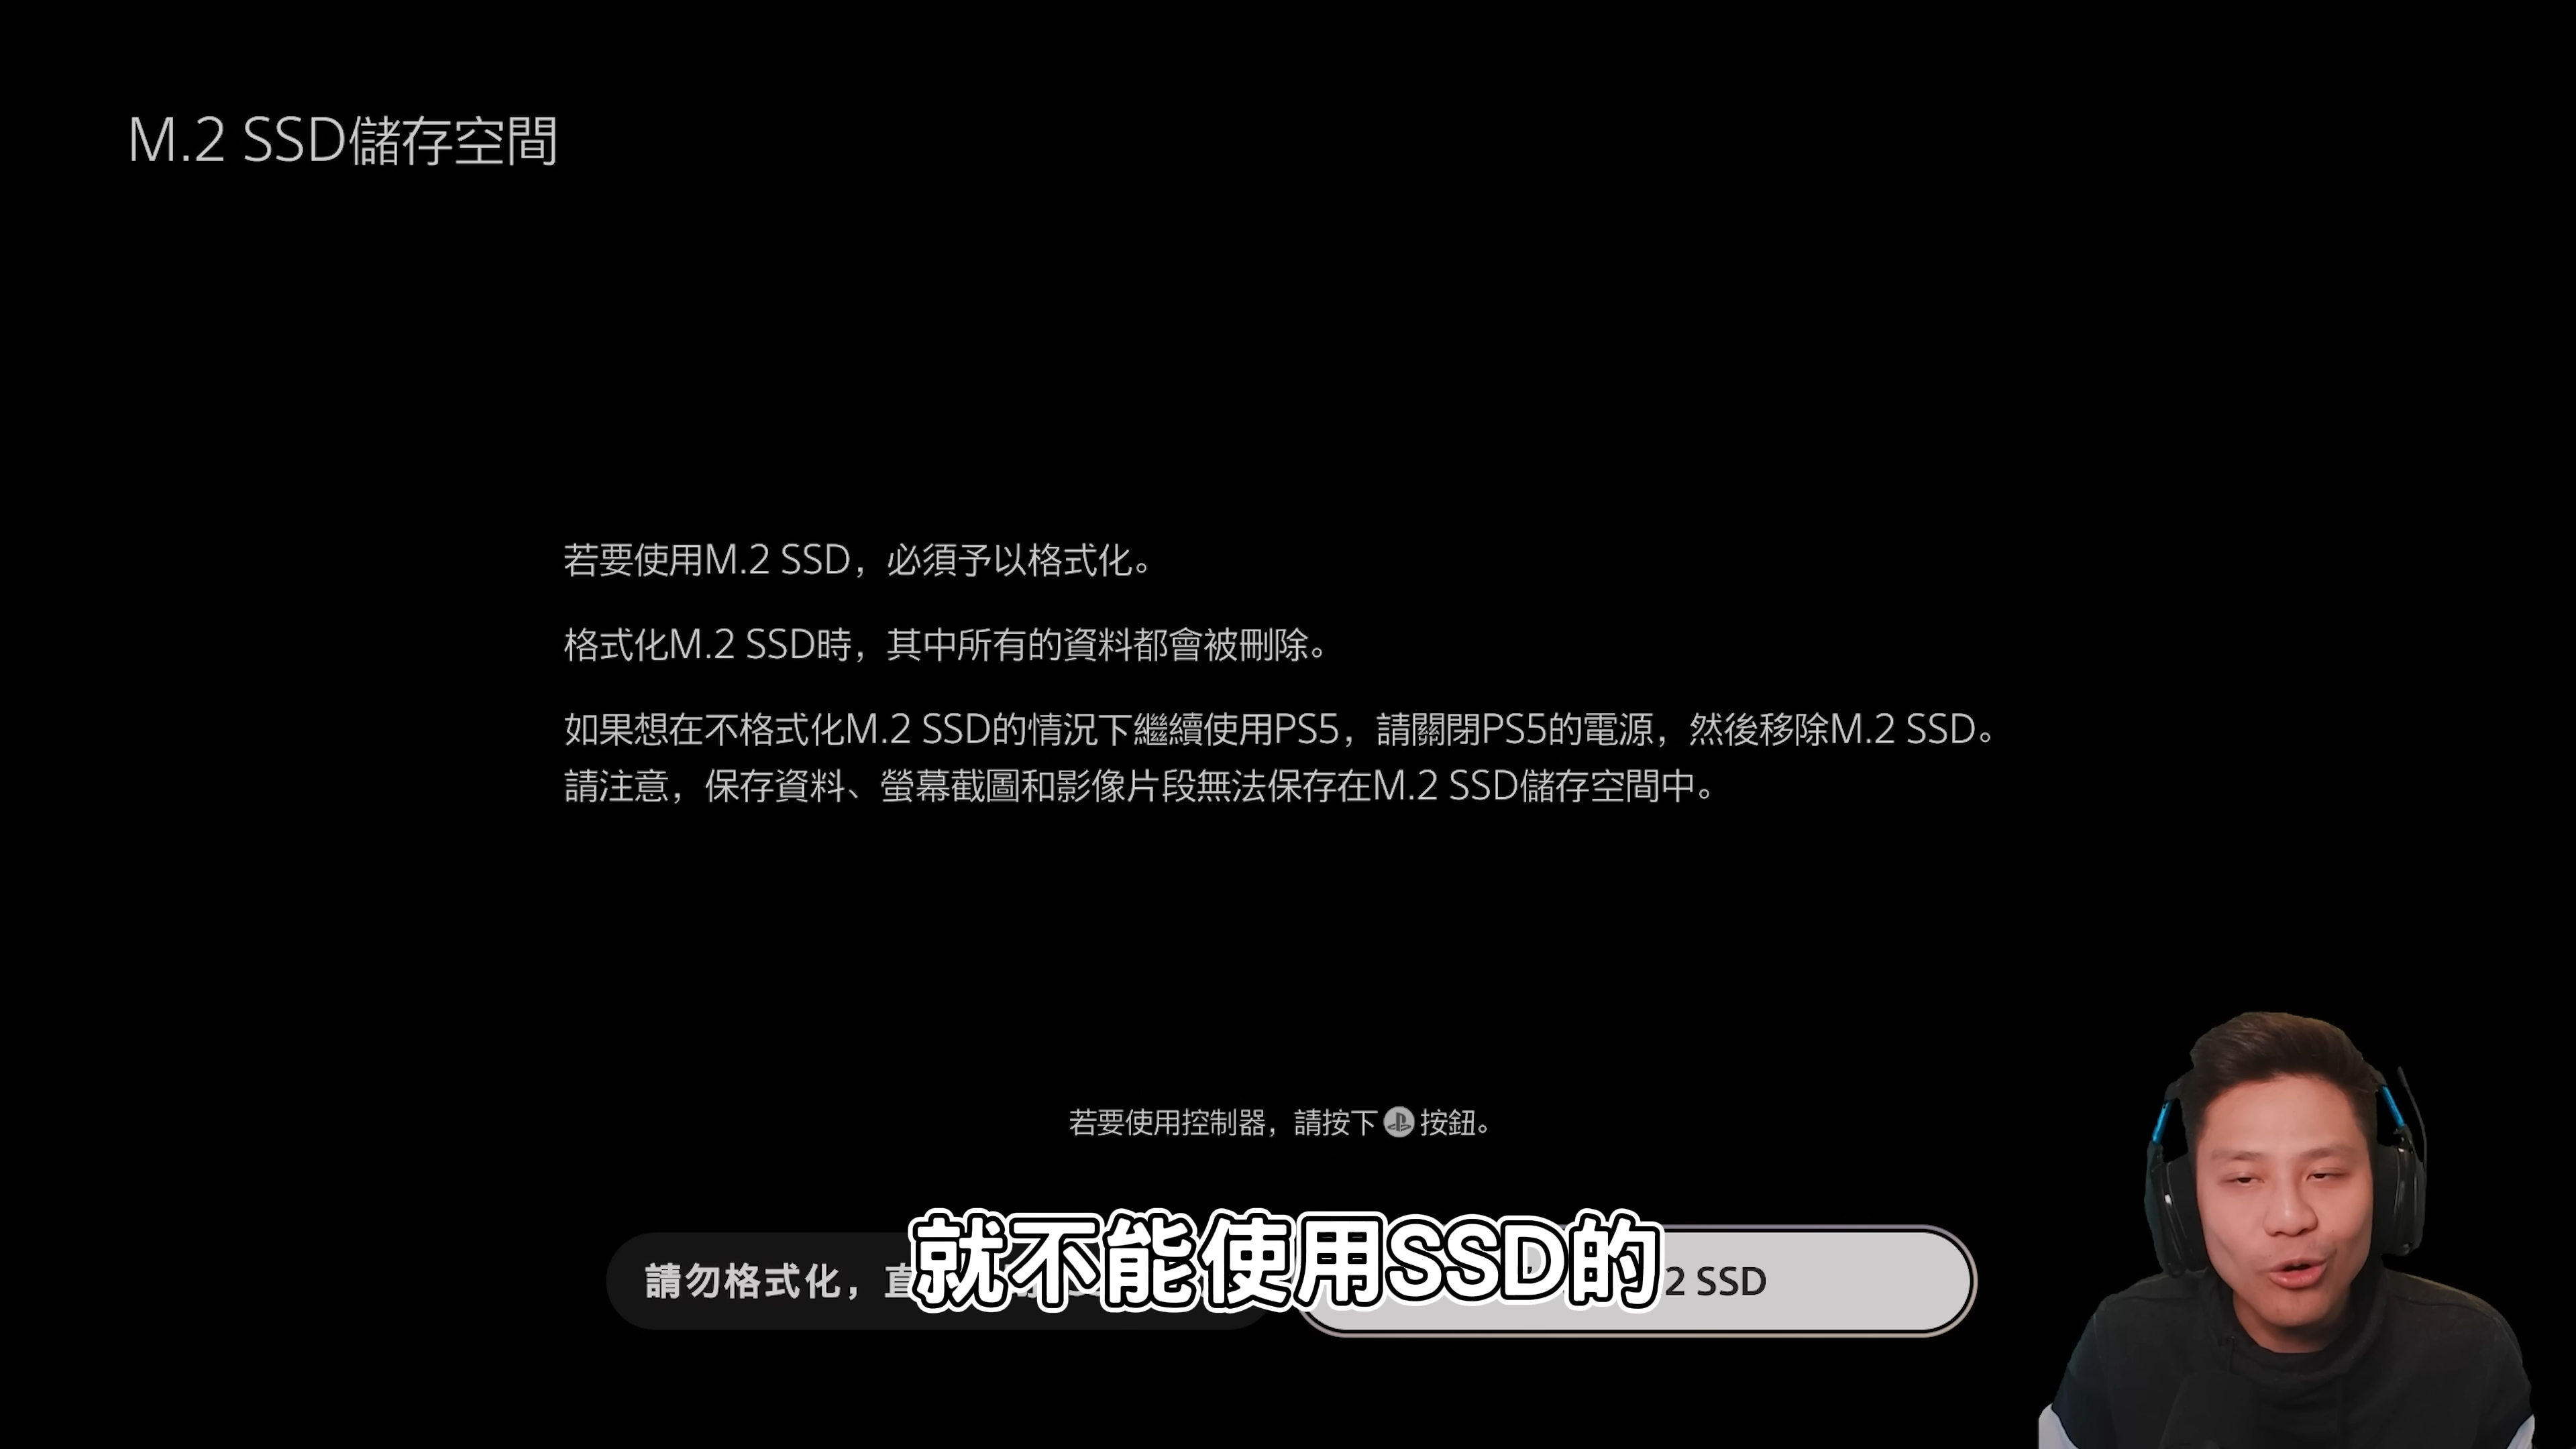 M.2 SSD儲存空間
若要使用M.2 SSD，必須予以格式化。
格式化M.2 SSD時，其中所有的資料都會被刪除。
如果想在不格式化M.2 SSD的情況下繼續使用PS5，請關閉PS5的電源，然後移除M.2 SSD。
請注意，保存資料、螢幕截圖和影像片段無法保存在M.2 SSD儲存空間中。
若要使用控制器，請按下 按鈕。
請勿格式化，直
2 SSD
就不能使用SSD的